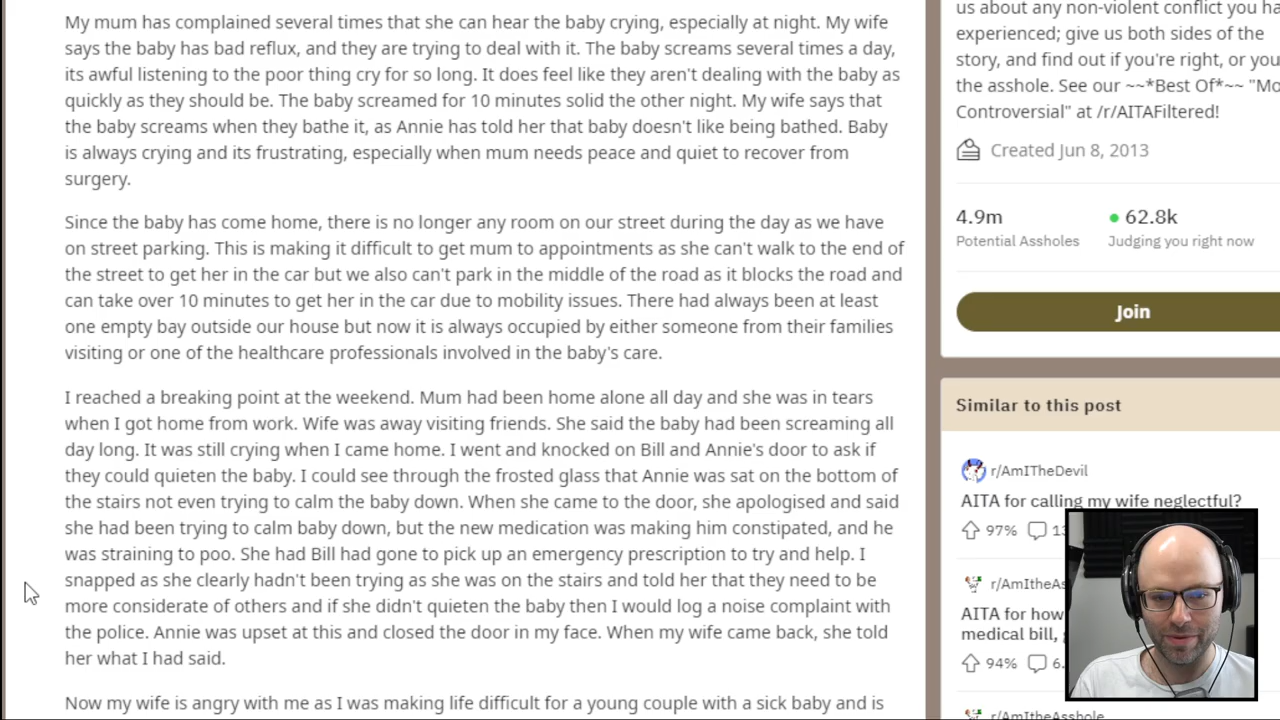 My mum has complained several times that she can hear the baby crying, especially at night. My wife
says the baby has bad reflux, and they are trying to deal with it. The baby screams several times a day,
its awful listening to the poor thing cry for so long. It does feel like they aren't dealing with the baby as
quickly as they should be. The baby screamed for 10 minutes solid the other night. My wife says that
the baby screams when they bathe it, as Annie has told her that baby doesn't like being bathed. Baby
is always crying and its frustrating, especially when mum needs peace and quiet to recover from
surgery.
Since the baby has come home, there is no longer any room on our street during the day as we have
on street parking. This is making it difficult to get mum to appointments as she can't walk to the end of
the street to get her in the car but we also can't park in the middle of the road as it blocks the road and
can take over 10 minutes to get her in the car due to mobility issues. There had always been at least
one empty bay outside our house but now it is always occupied by either someone from their families
visiting or one of the healthcare professionals involved in the baby's care.
I reached a breaking point at the weekend. Mum had been home alone all day and she was in tears
when I got home from work. Wife was away visiting friends. She said the baby had been screaming all
day long. It was still crying when I came home. I went and knocked on Bill and Annie's door to ask if
they could quieten the baby. I could see through the frosted glass that Annie was sat on the bottom of
the stairs not even trying to calm the baby down. When she came to the door, she apologised and said
she had been trying to calm baby down, but the new medication was making him constipated, and he
was straining to poo. She had Bill had gone to pick up an emergency prescription to try and help. I
snapped as she clearly hadn't been trying as she was on the stairs and told her that they need to be
more considerate of others and if she didn't quieten the baby then I would log a noise complaint with
the police. Annie was upset at this and closed the door in my face. When my wife came back, she told
her what I had said.
Now my wife is angry with me as I was making life difficult for a young couple with a sick baby and is
us about any non-violent conflict you ha
experienced; give us both sides of the
story, and find out if you're right, or you
the asshole. See our ~~*Best Of*~~ "Mo
Controversial" at /r/AITAFiltered!
Created Jun 8, 2013
4.9m
Potential Assholes
62.8k
Judging you right now
Join
Similar to this post
r/AmITheDevil
AITA for calling my wife neglectful?
97%
r/AmItheAs
AITA for how
medical bill,
94%
6.
r/AmItheAsshole